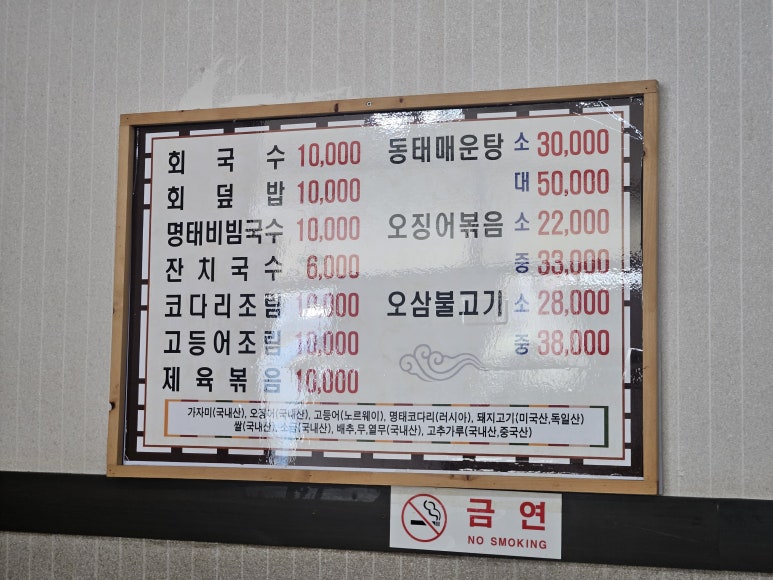 회국수 10,000
회덮밥 10,000
명태비빔국수 10,000
잔치국수 6,000
코다리조림 10,000
고등어조림 10,000
제육볶음 10,000
동태매운탕 소 30,000
대 50,000
오징어볶음 소 22,000
중 33,000
오삼불고기 소 28,000
중 38,000
가자미(국내산), 오징어(국내산), 고등어(노르웨이), 명태코다리(러시아), 돼지고기(미국산,독일산)
쌀(국내산), 소금(국내산), 배추,무,열무(국내산), 고추가루(국내산,중국산)
금연
NO SMOKING